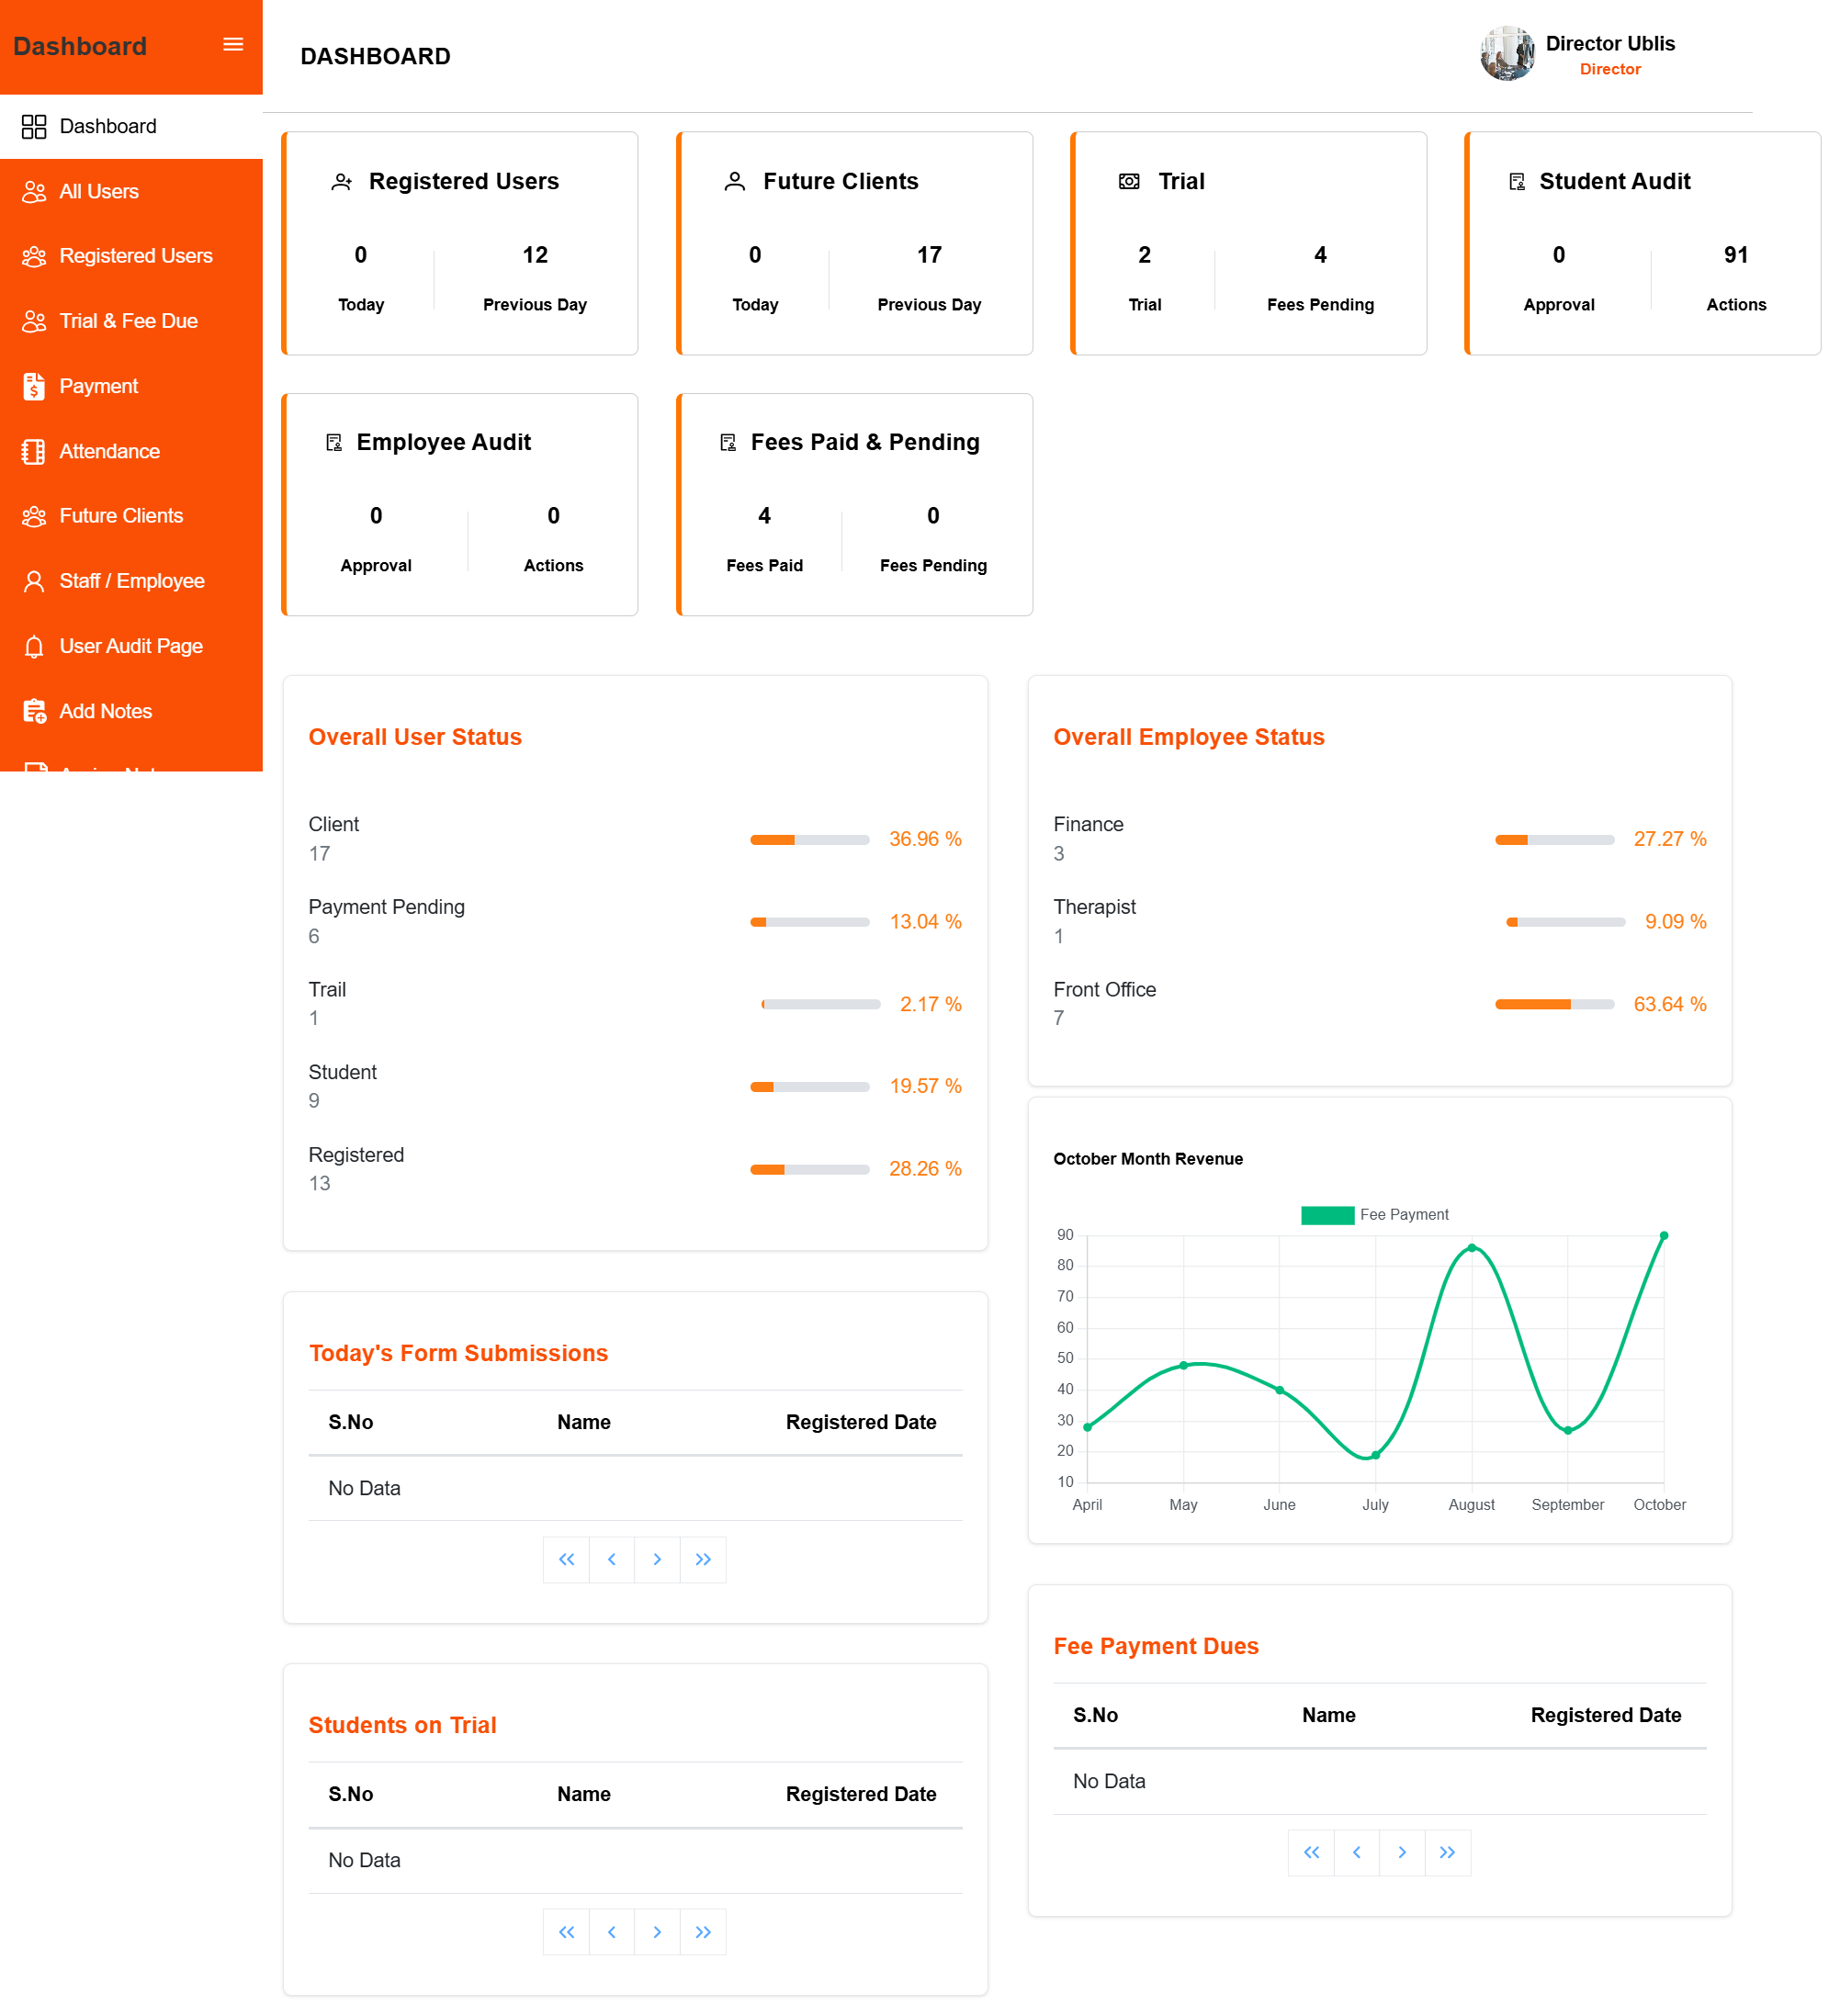 Dashboard
Dashboard
All Users
Registered Users
Trial & Fee Due
Payment
Attendance
Future Clients
Staff / Employee
User Audit Page
Add Notes
DASHBOARD
Director Ublis
Director
Registered Users
0 12
Today Previous Day
Future Clients
0 17
Today Previous Day
Trial
2 4
Trial Fees Pending
Student Audit
0 91
Approval Actions
Employee Audit
0 0
Approval Actions
Fees Paid & Pending
4 0
Fees Paid Fees Pending
Overall User Status
Client
17
36.96 %
Payment Pending
6
13.04 %
Trail
1
2.17 %
Student
9
19.57 %
Registered
13
28.26 %
Overall Employee Status
Finance
3
27.27 %
Therapist
1
9.09 %
Front Office
7
63.64 %
October Month Revenue
Fee Payment
90
80
70
60
50
40
30
20
10
April May June July August September October
Today's Form Submissions
S.No Name Registered Date
No Data
Students on Trial
S.No Name Registered Date
No Data
Fee Payment Dues
S.No Name Registered Date
No Data